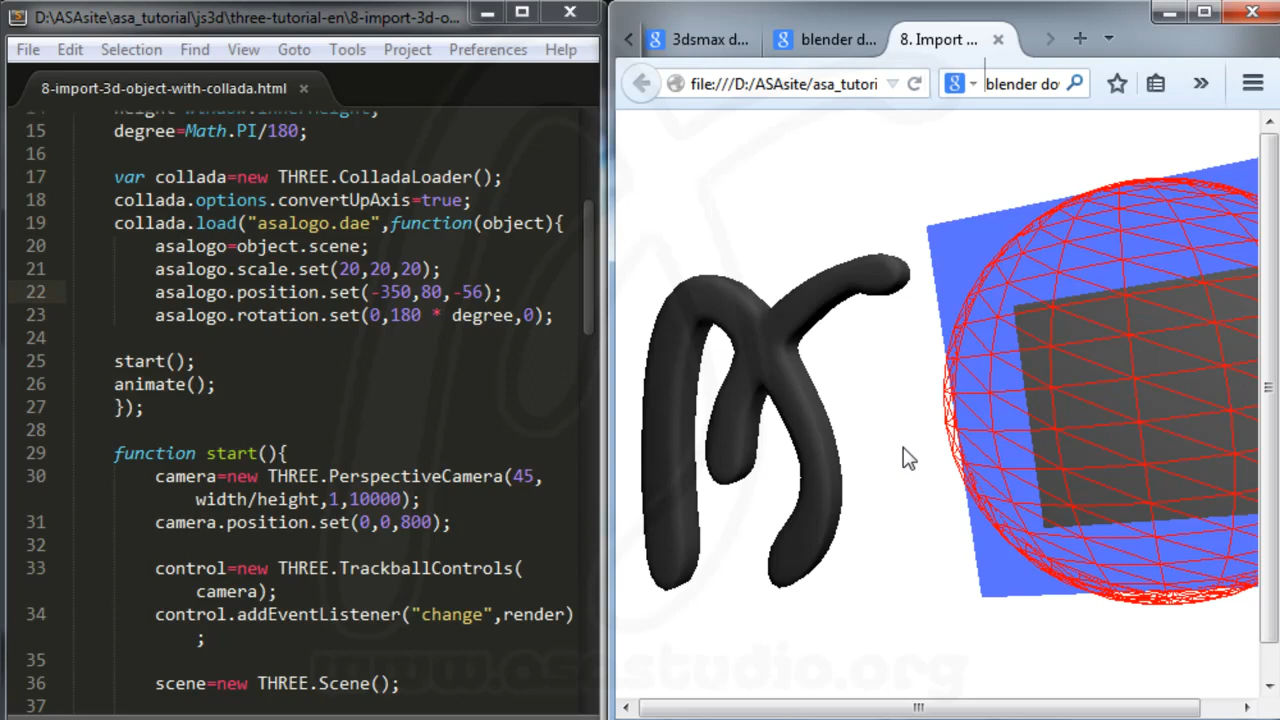 D:\ASAsite\asa_tutorial\js3d\three-tutorial-en\8-import-3d-o...
File Edit Selection Find View Goto Tools Project Preferences Help
8-import-3d-object-with-collada.html
15 degree=Math.PI/180;
16
17 var collada=new THREE.ColladaLoader();
18 collada.options.convertUpAxis=true;
19 collada.load("asalogo.dae",function(object){
20 asalogo=object.scene;
21 asalogo.scale.set(20,20,20);
22 asalogo.position.set(-350,80,-56);
23 asalogo.rotation.set(0,180 * degree,0);
24
25 start();
26 animate();
27 });
28
29 function start(){
30 camera=new THREE.PerspectiveCamera(45,
width/height,1,10000);
31 camera.position.set(0,0,800);
32
33 control=new THREE.TrackballControls(
camera);
34 control.addEventListener("change",render)
;
35
36 scene=new THREE.Scene();
37
3dsmax d...
blender d...
8. Import ...
file:///D:/ASAsite/asa_tutori
blender do
www.asastudio.org